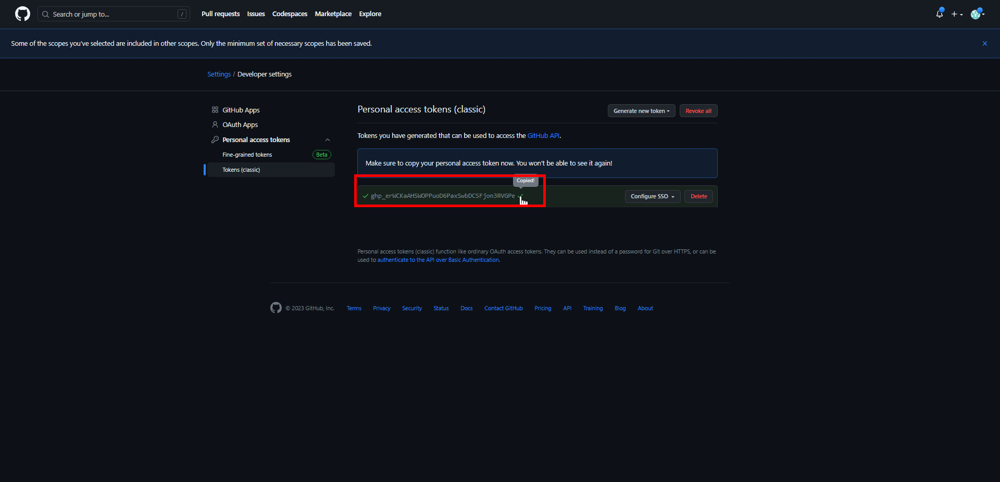 Search or jump to...
/
Pull requests
Issues
Codespaces
Marketplace
Explore
Some of the scopes you've selected are included in other scopes. Only the minimum set of necessary scopes has been saved.
Settings / Developer settings
GitHub Apps
OAuth Apps
Personal access tokens
Fine-grained tokens
Beta
Tokens (classic)
Personal access tokens (classic)
Generate new token
Revoke all
Tokens you have generated that can be used to access the GitHub API.
Make sure to copy your personal access token now. You won't be able to see it again!
Copied!
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
Configure SSO
Delete
Personal access tokens (classic) function like ordinary OAuth access tokens. They can be used instead of a password for Git over HTTPS, or can be
used to authenticate to the API over Basic Authentication.
© 2023 GitHub, Inc.
Terms
Privacy
Security
Status
Docs
Contact GitHub
Pricing
API
Training
Blog
About